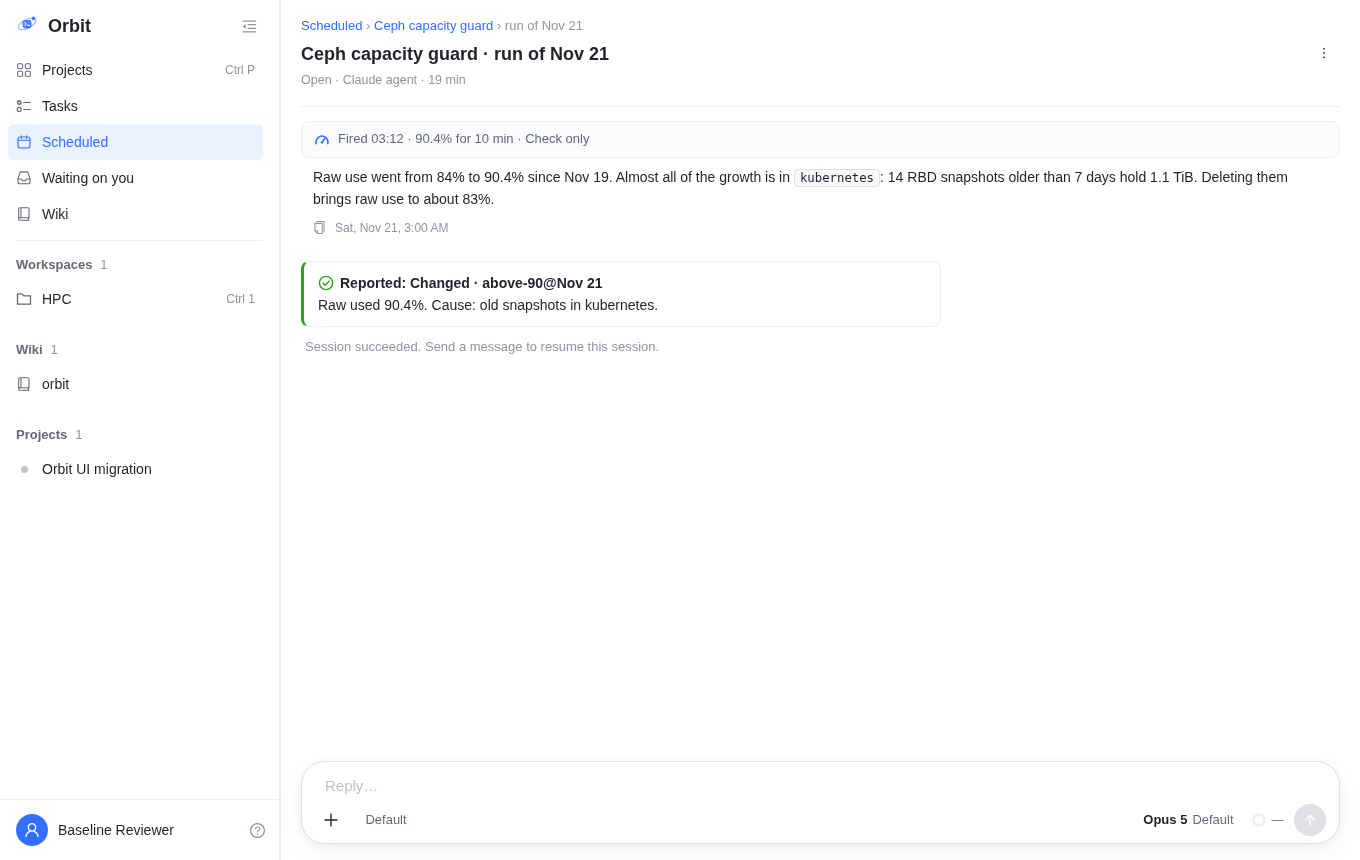 Orbit
Projects Ctrl P
Tasks
Scheduled
Waiting on you
Wiki
Workspaces 1
HPC Ctrl 1
Wiki 1
orbit
Projects 1
Orbit UI migration
Baseline Reviewer
Scheduled › Ceph capacity guard › run of Nov 21
Ceph capacity guard · run of Nov 21
Open · Claude agent · 19 min
Fired 03:12 · 90.4% for 10 min · Check only
Raw use went from 84% to 90.4% since Nov 19. Almost all of the growth is in kubernetes: 14 RBD snapshots older than 7 days hold 1.1 TiB. Deleting them
brings raw use to about 83%.
Sat, Nov 21, 3:00 AM
Reported: Changed · above-90@Nov 21
Raw used 90.4%. Cause: old snapshots in kubernetes.
Session succeeded. Send a message to resume this session.
Reply…
Default Opus 5 Default —